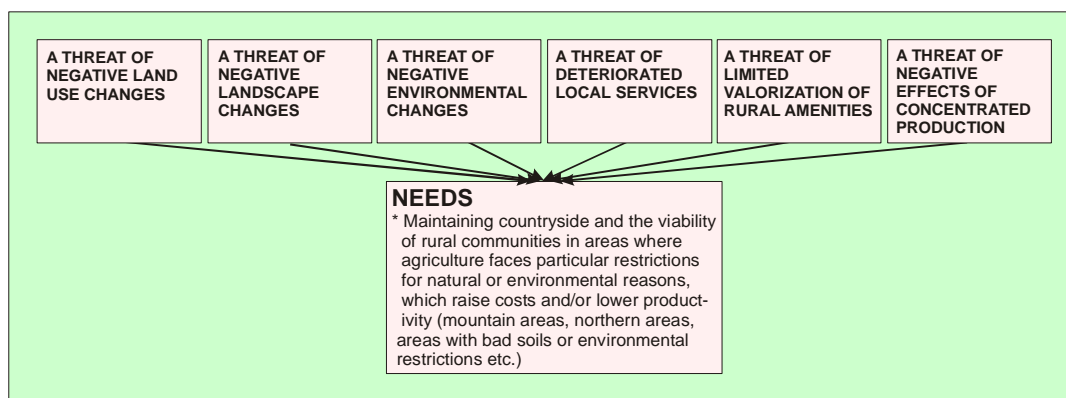 A THREAT OF
NEGATIVE LAND
USE CHANGES
A THREAT OF
NEGATIVE
LANDSCAPE
CHANGES
A THREAT OF
NEGATIVE
ENVIRONMENTAL
CHANGES
A THREAT OF
DETERIORATED
LOCAL SERVICES
A THREAT OF
LIMITED
VALORIZATION OF
RURAL AMENITIES
A THREAT OF
NEGATIVE
EFFECTS OF
CONCENTRATED
PRODUCTION
NEEDS
* Maintaining countryside and the viability
of rural communities in areas where
agriculture faces particular restrictions
for natural or environmental reasons,
which raise costs and/or lower product-
ivity (mountain areas, northern areas,
areas with bad soils or environmental
restrictions etc.)